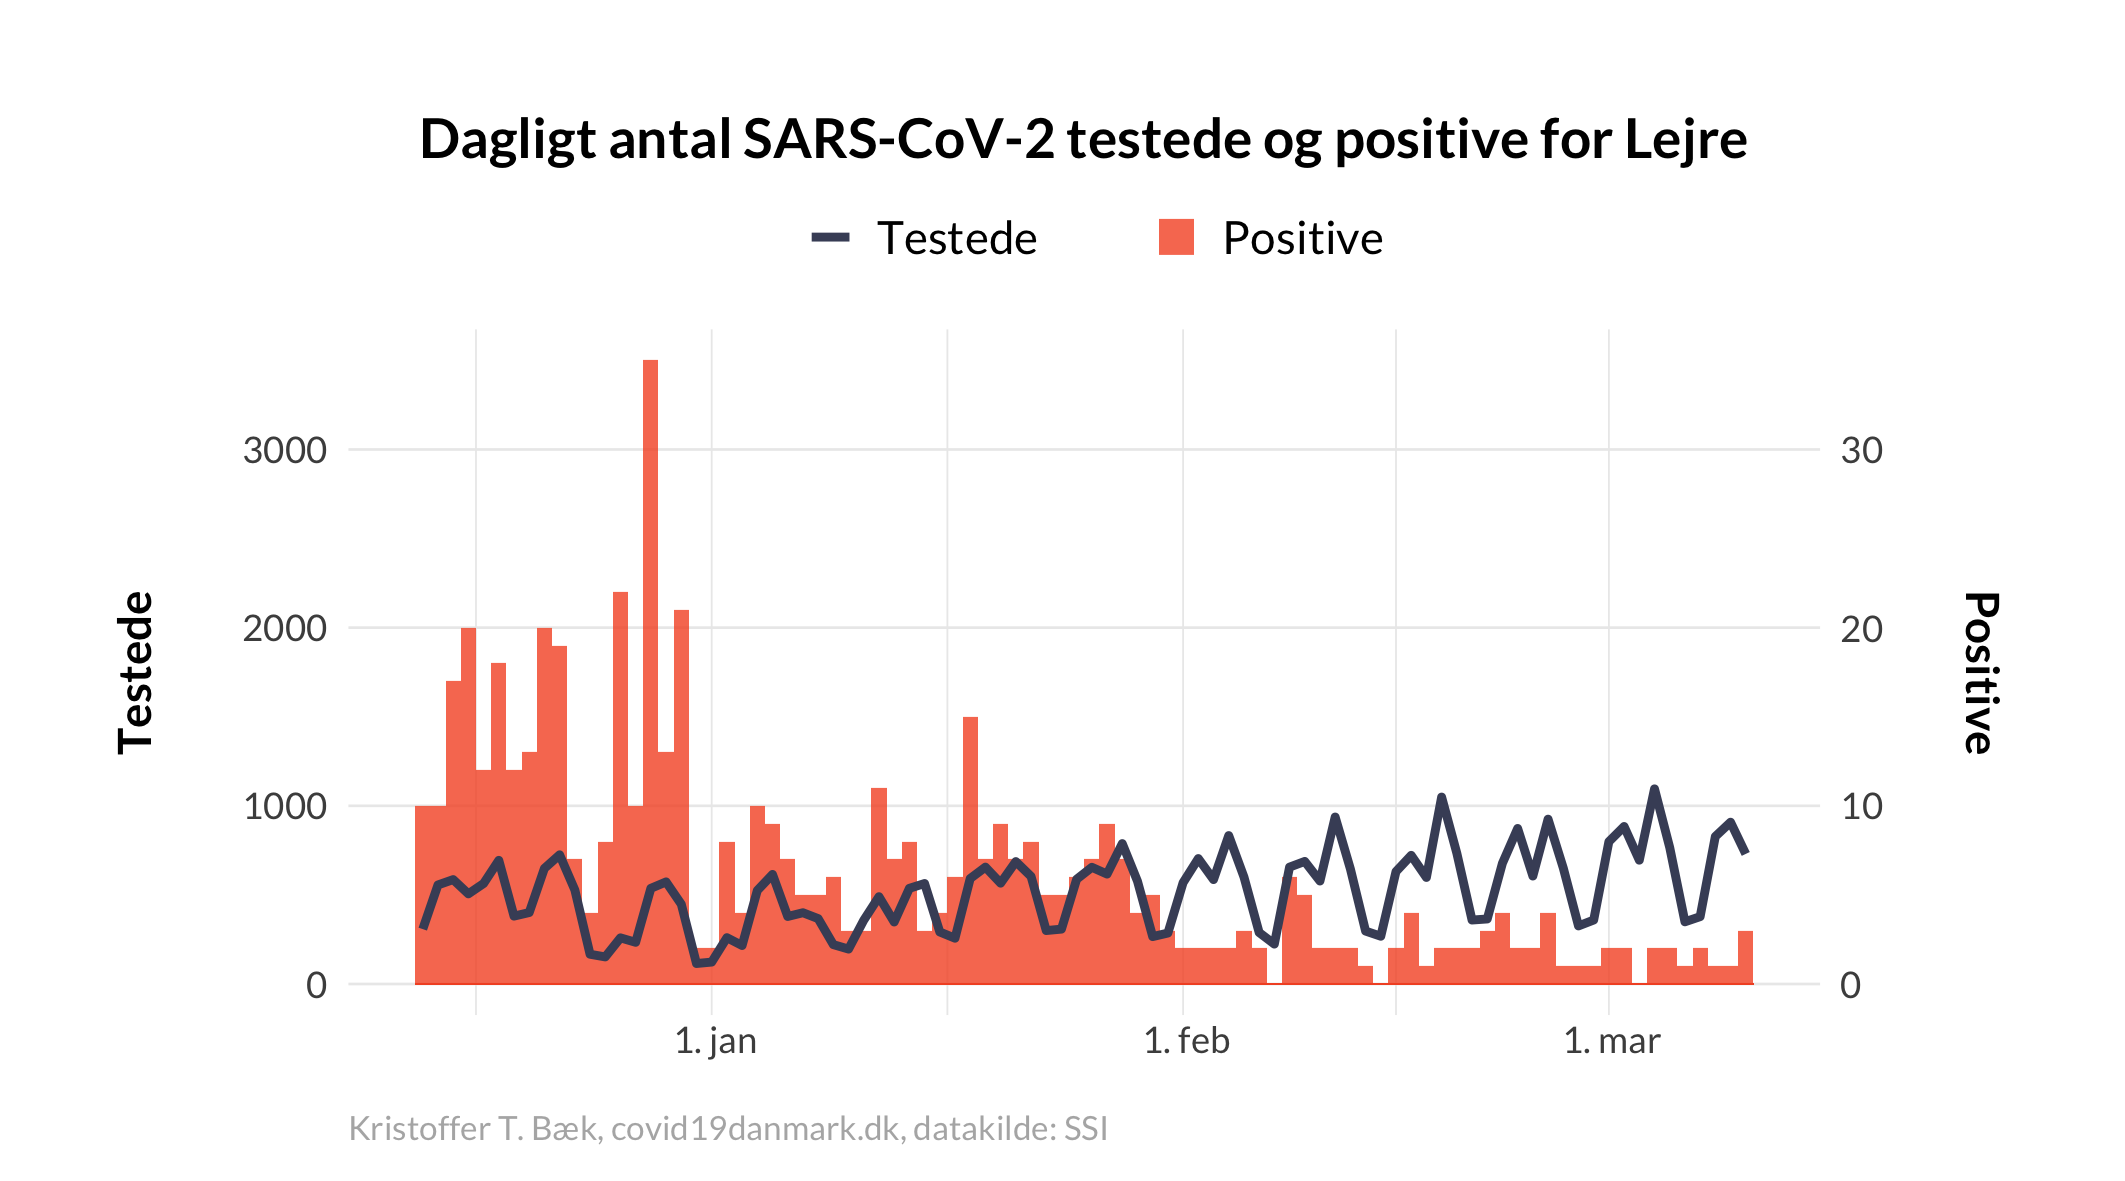 Dagligt antal SARS-CoV-2 testede og positive for Lejre
Testede Positive
3000 30
2000 20
1000 10
0 0
Testede
Positive
1. jan 1. feb 1. mar
Kristoffer T. Bæk, covid19danmark.dk, datakilde: SSI